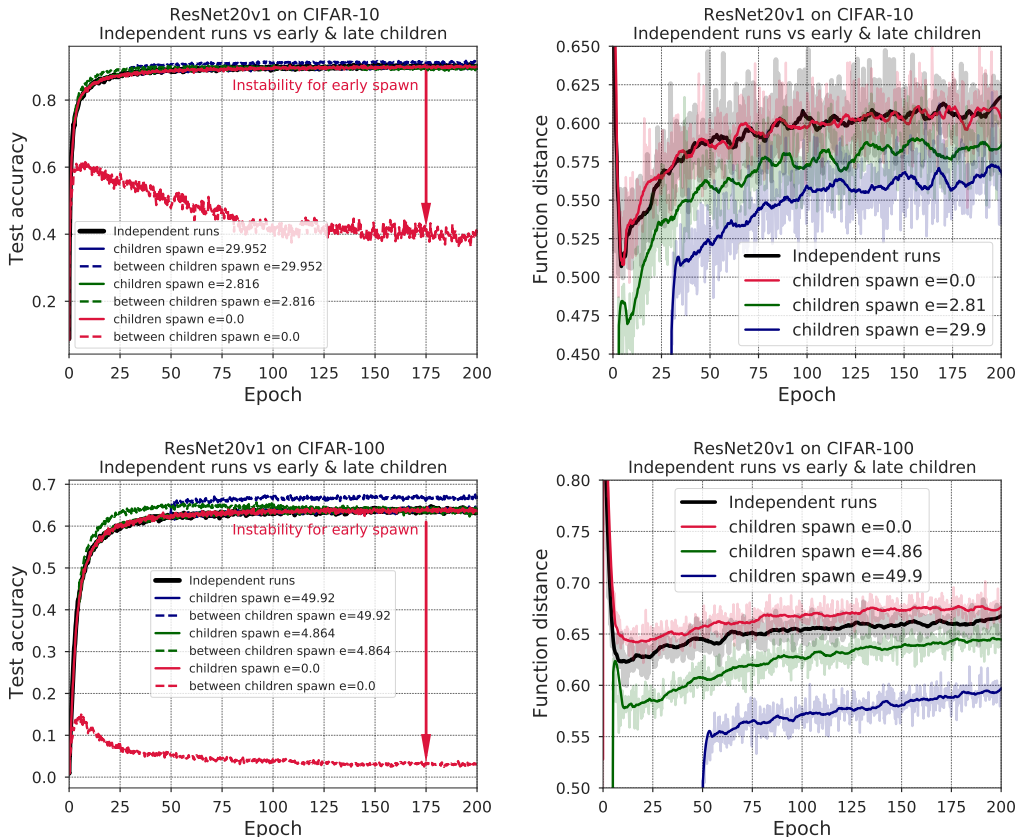 ResNet20v1 on CIFAR-10
Independent runs vs early & late children
Test accuracy
0.8
0.6
0.4
0.2
Instability for early spawn
Independent runs
children spawn e=29.952
between children spawn e=29.952
children spawn e=2.816
between children spawn e=2.816
children spawn e=0.0
between children spawn e=0.0
0 25 50 75 100 125 150 175 200
Epoch
ResNet20v1 on CIFAR-10
Independent runs vs early & late children
Function distance
0.650
0.625
0.600
0.575
0.550
0.525
0.500
0.475
0.450
Independent runs
children spawn e=0.0
children spawn e=2.81
children spawn e=29.9
0 25 50 75 100 125 150 175 200
Epoch
ResNet20v1 on CIFAR-100
Independent runs vs early & late children
Test accuracy
0.7
0.6
0.5
0.4
0.3
0.2
0.1
0.0
Instability for early spawn
Independent runs
children spawn e=49.92
between children spawn e=49.92
children spawn e=4.864
between children spawn e=4.864
children spawn e=0.0
between children spawn e=0.0
0 25 50 75 100 125 150 175 200
Epoch
ResNet20v1 on CIFAR-100
Independent runs vs early & late children
Function distance
0.80
0.75
0.70
0.65
0.60
0.55
0.50
Independent runs
children spawn e=0.0
children spawn e=4.86
children spawn e=49.9
0 25 50 75 100 125 150 175 200
Epoch